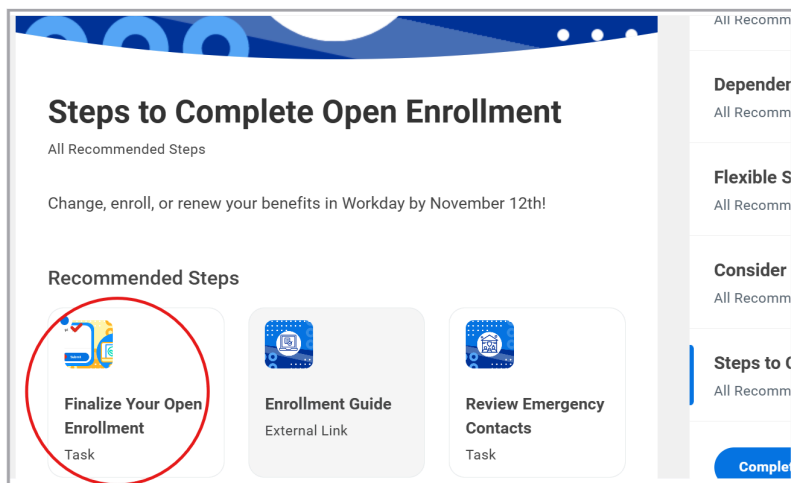 Steps to Complete Open Enrollment
All Recommended Steps
Change, enroll, or renew your benefits in Workday by November 12th!
Recommended Steps
Finalize Your Open
Enrollment
Task
Enrollment Guide
External Link
Review Emergency
Contacts
Task
All Recomm
Depender
All Recomm
Flexible S
All Recomm
Consider
All Recomm
Steps to C
All Recomm
Complet